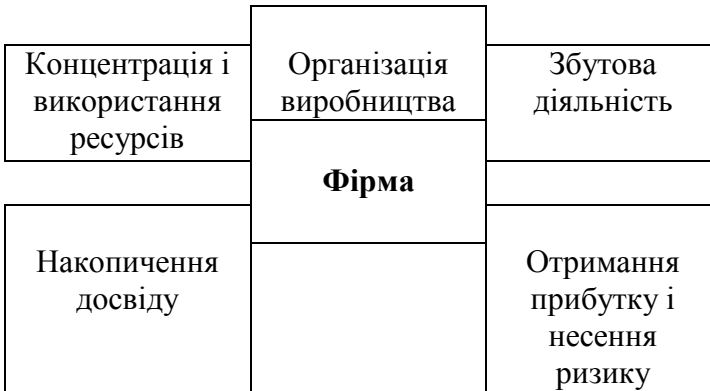 Концентрація і
використання
ресурсів
Організація
виробництва
Збутова
діяльність
Фірма
Накопичення
досвіду
Отримання
прибутку і
несення
ризику